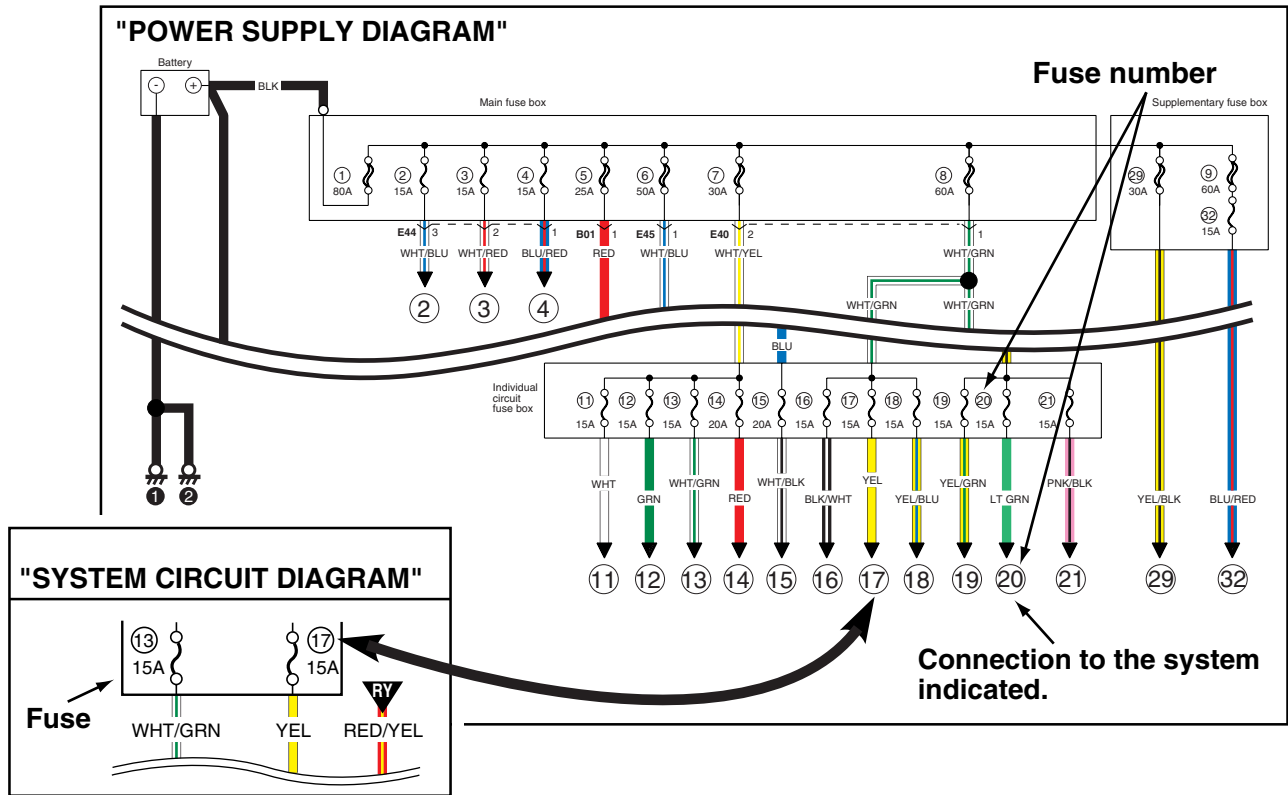 "POWER SUPPLY DIAGRAM"
Battery
- +
BLK
Main fuse box
Fuse number
Supplementary fuse box
1 2 3 4 5 6 7 8 29 9
80A 15A 15A 15A 25A 50A 30A 60A 30A 60A
32
15A
E44 3 2 1 B01 1 E45 1 E40 2 1
WHT/BLU WHT/RED BLU/RED RED WHT/BLU WHT/YEL WHT/GRN
2 3 4
WHT/GRN WHT/GRN
BLU
Individual
circuit
fuse box
11 12 13 14 15 16 17 18 19 20 21
15A 15A 15A 20A 20A 15A 15A 15A 15A 15A 15A
WHT GRN WHT/GRN RED WHT/BLK BLK/WHT YEL YEL/BLU YEL/GRN LT GRN PNK/BLK YEL/BLK BLU/RED
1 2
11 12 13 14 15 16 17 18 19 20 21 29 32
Connection to the system
indicated.
"SYSTEM CIRCUIT DIAGRAM"
13 17
15A 15A
RY
Fuse
WHT/GRN YEL RED/YEL